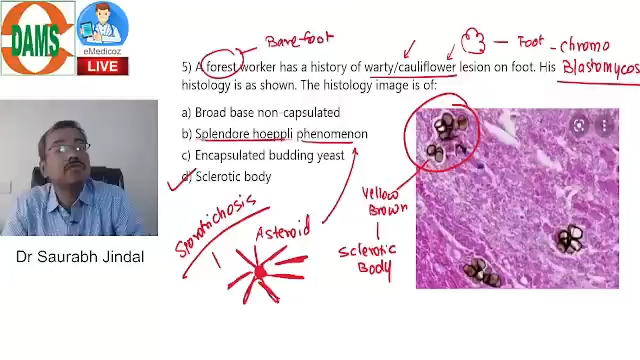 DAMS
eMedicoz
LIVE
Bare foot
Foot - chromo
Blastomycos
5) A forest worker has a history of warty/cauliflower lesion on foot. His
histology is as shown. The histology image is of:
a) Broad base non-capsulated
b) Splendore hoeppli phenomenon
c) Encapsulated budding yeast
d) Sclerotic body
Sporotrichosis
Asteroid
Yellow
Brown
Sclerotic
Body
Dr Saurabh Jindal